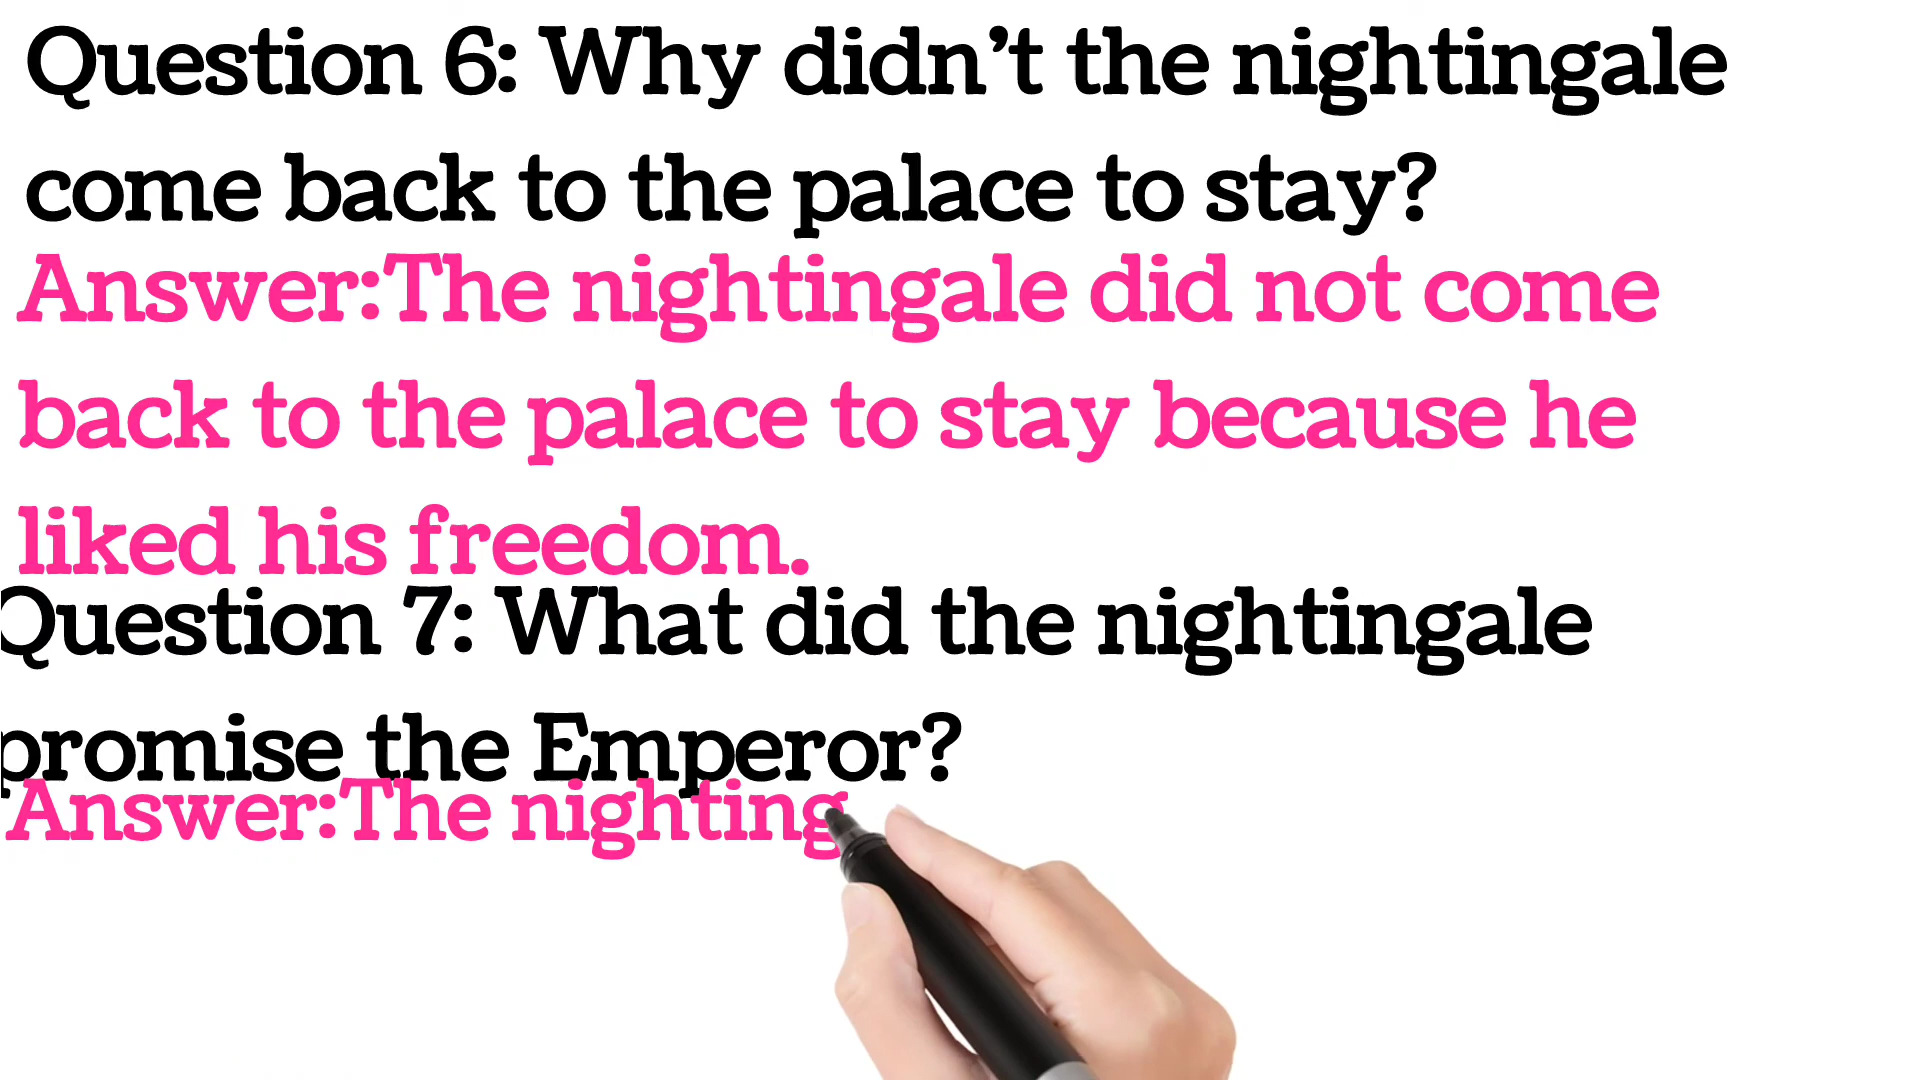 Question 6: Why didn’t the nightingale
come back to the palace to stay?
Answer:The nightingale did not come
back to the palace to stay because he
liked his freedom.
Question 7: What did the nightingale
promise the Emperor?
Answer:The nighting